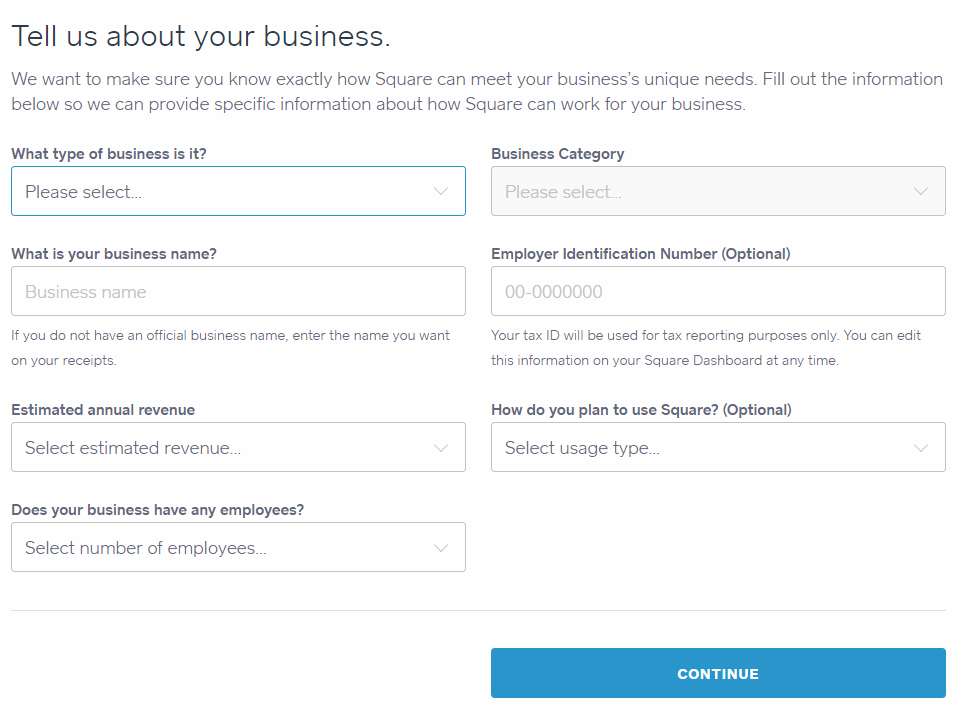 Tell us about your business.
We want to make sure you know exactly how Square can meet your business's unique needs. Fill out the information
below so we can provide specific information about how Square can work for your business.
What type of business is it?
Please select...
Business Category
Please select...
What is your business name?
Business name
If you do not have an official business name, enter the name you want
on your receipts.
Employer Identification Number (Optional)
00-0000000
Your tax ID will be used for tax reporting purposes only. You can edit
this information on your Square Dashboard at any time.
Estimated annual revenue
Select estimated revenue...
How do you plan to use Square? (Optional)
Select usage type...
Does your business have any employees?
Select number of employees...
CONTINUE